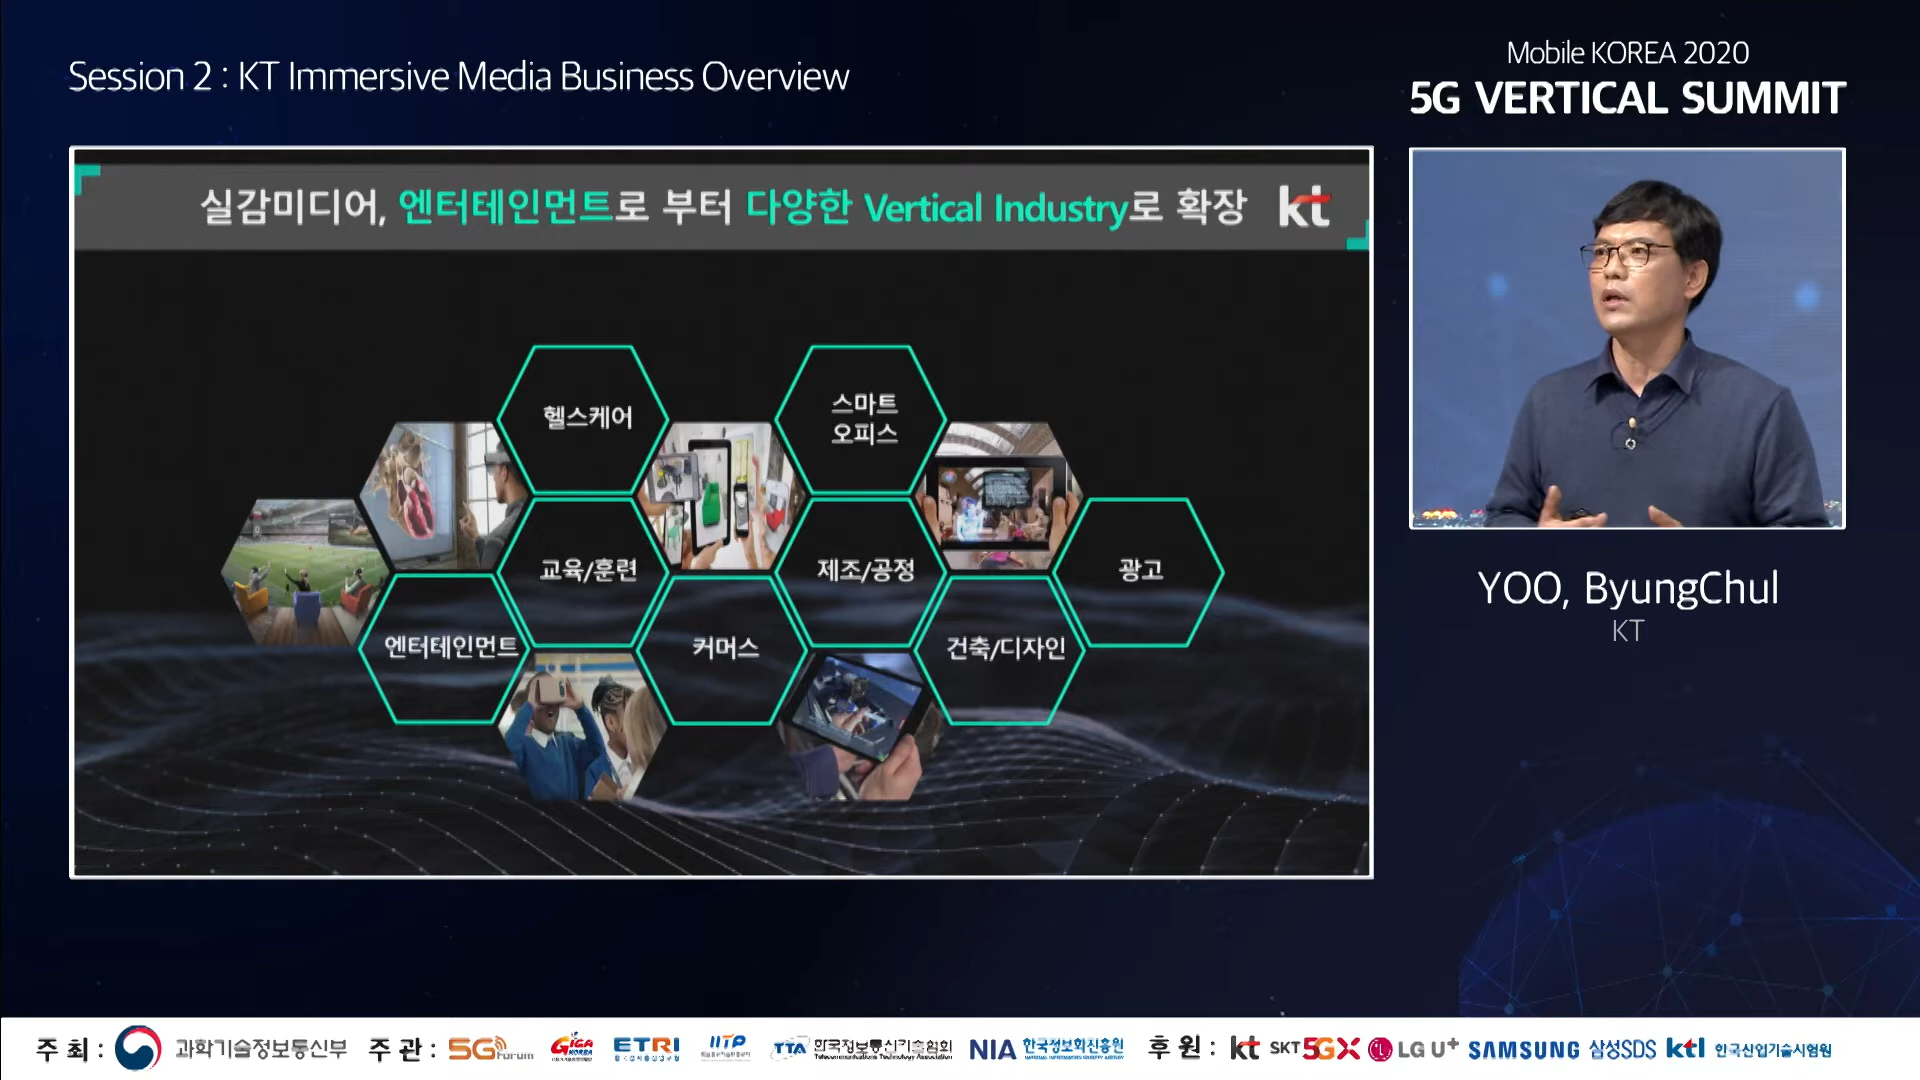 Session 2 : KT Immersive Media Business Overview
Mobile KOREA 2020
5G VERTICAL SUMMIT
실감미디어, 엔터테인먼트로 부터 다양한 Vertical Industry로 확장
kt
헬스케어
스마트
오피스
교육/훈련
제조/공정
광고
엔터테인먼트
커머스
건축/디자인
YOO, ByungChul
KT
주 최 : 과학기술정보통신부 주 관 : 5G Forum GIGA KOREA ETRI IITP TTA 한국정보통신기술협회 NIA 한국정보화진흥원 후 원 : kt SKT 5GX LG U+ SAMSUNG 삼성SDS ktl 한국산업기술시험원
Telecommunications Technology Association